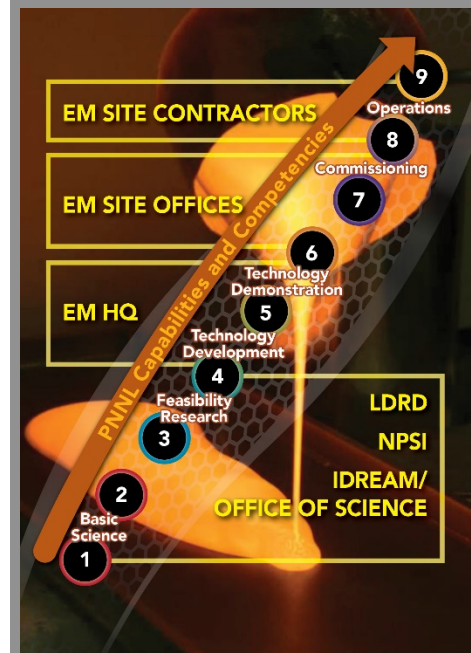 9
EM SITE CONTRACTORS
Operations
8
Commissioning
7
EM SITE OFFICES
6
Technology
Demonstration
EM HQ
5
Technology
Development
4
Feasibility
Research
3
LDRD
NPSI
IDREAM/
OFFICE OF SCIENCE
2
Basic
Science
1
PNNL Capabilities and Competencies